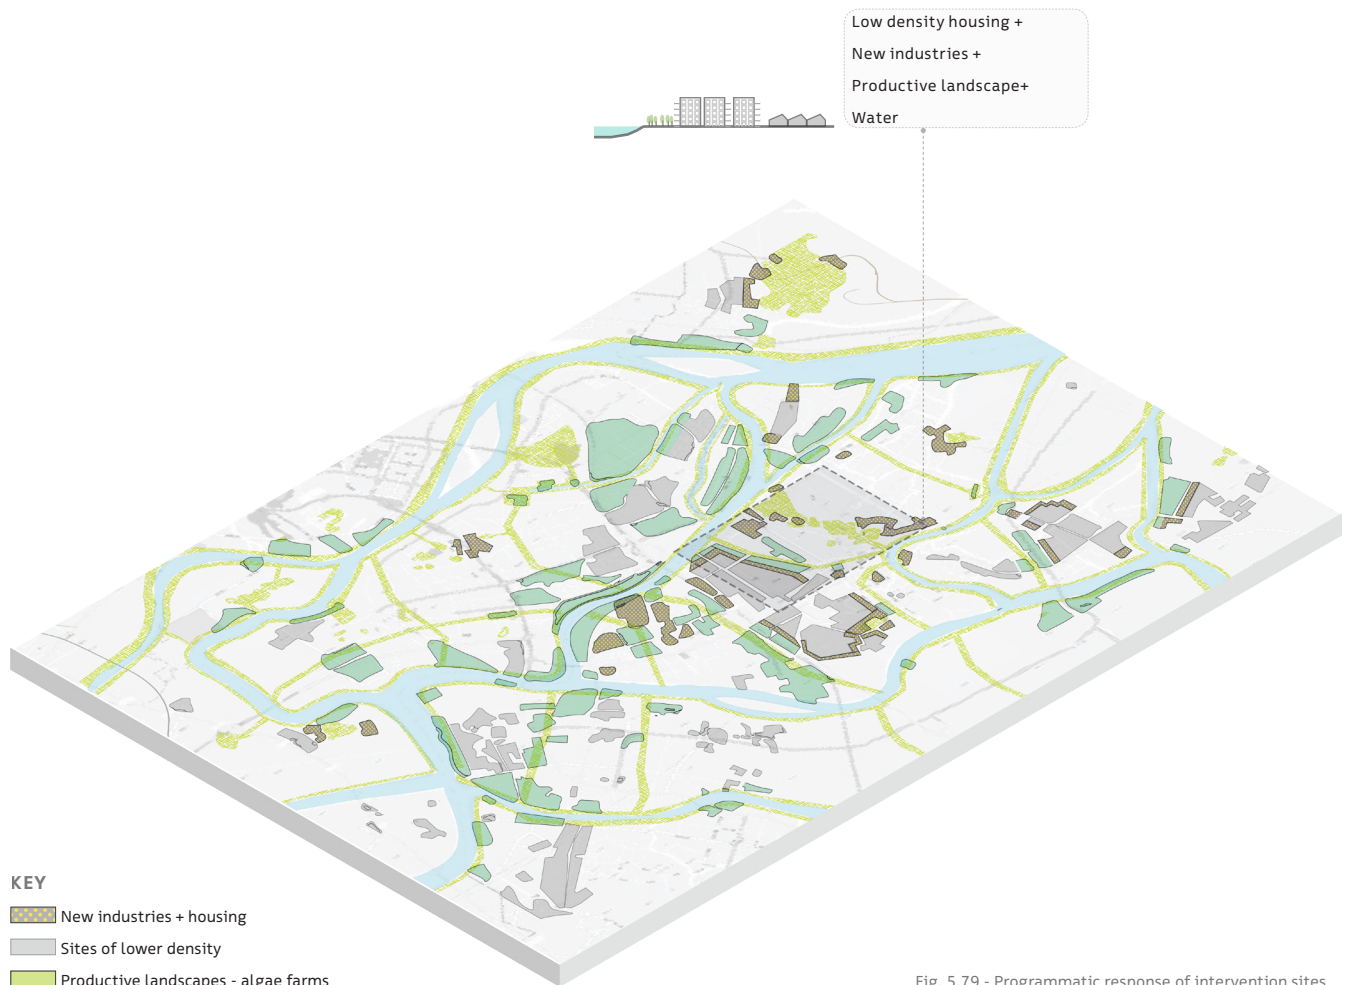 Low density housing +
New industries +
Productive landscape+
Water
KEY
New industries + housing
Sites of lower density
Productive landscapes - algae farms
Fig. 5.79 - Programmatic response of intervention sites